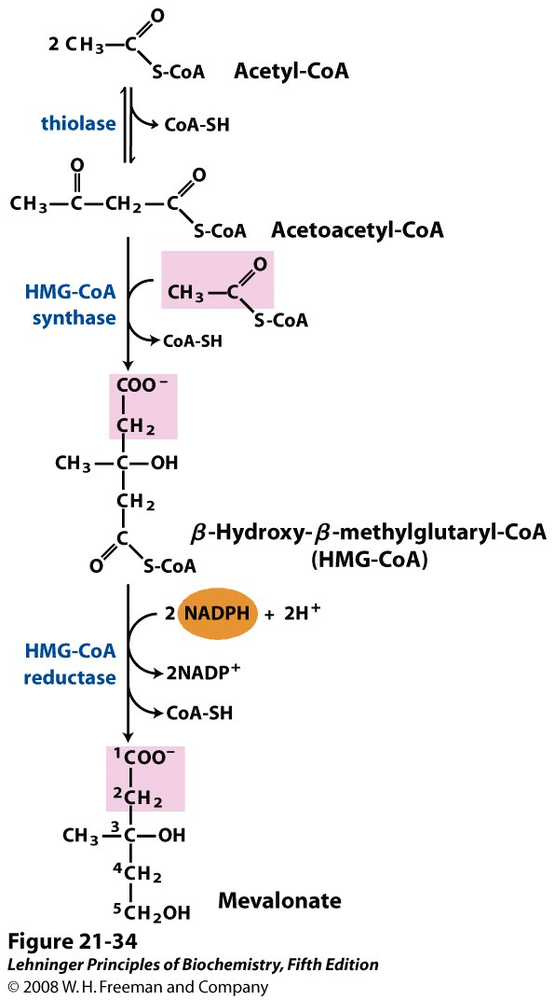 O
2 CH3—C
S-CoA Acetyl-CoA
thiolase CoA-SH
O O
CH3—C—CH2—C
S-CoA Acetoacetyl-CoA
O
HMG-CoA CH3—C
synthase S-CoA
CoA-SH
COO−
CH2
CH3—C—OH
CH2
C
O S-CoA
β-Hydroxy-β-methylglutaryl-CoA
(HMG-CoA)
2 NADPH + 2H+
HMG-CoA
reductase 2NADP+
CoA-SH
1COO−
2CH2
CH3—3C—OH
4CH2
5CH2OH Mevalonate
Figure 21-34
Lehninger Principles of Biochemistry, Fifth Edition
© 2008 W. H. Freeman and Company